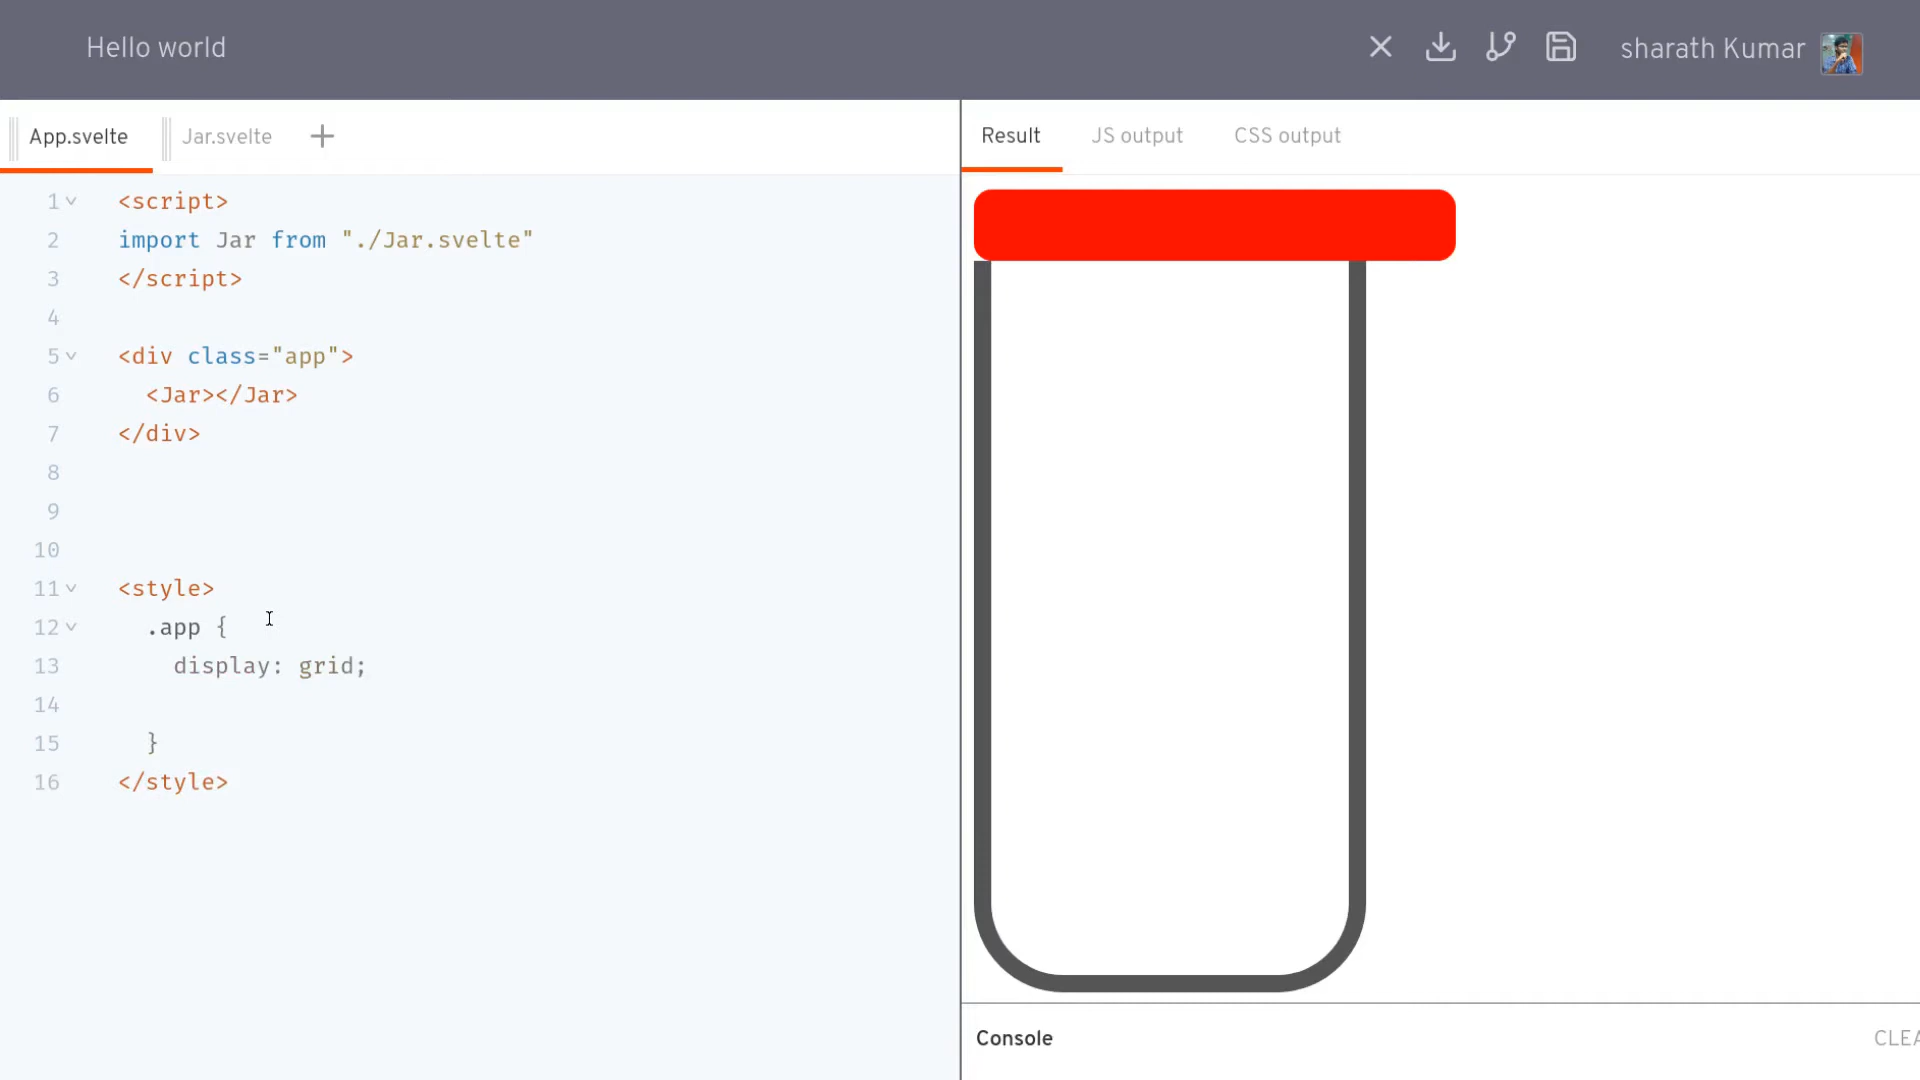 Hello world
sharath Kumar
App.svelte
Jar.svelte
Result
JS output
CSS output
1 <script>
2 import Jar from "./Jar.svelte"
3 </script>
4
5 <div class="app">
6 <Jar></Jar>
7 </div>
8
9
10
11 <style>
12 .app {
13 display: grid;
14
15 }
16 </style>
Console
CLEA